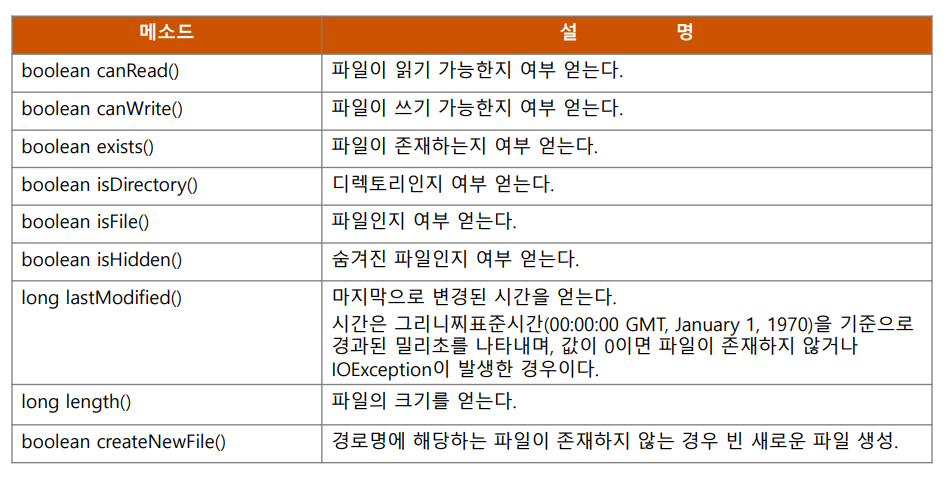 메소드 설 명
boolean canRead() 파일이 읽기 가능한지 여부 얻는다.
boolean canWrite() 파일이 쓰기 가능한지 여부 얻는다.
boolean exists() 파일이 존재하는지 여부 얻는다.
boolean isDirectory() 디렉토리인지 여부 얻는다.
boolean isFile() 파일인지 여부 얻는다.
boolean isHidden() 숨겨진 파일인지 여부 얻는다.
long lastModified() 마지막으로 변경된 시간을 얻는다.
시간은 그리니찌표준시간(00:00:00 GMT, January 1, 1970)을 기준으로
경과된 밀리초를 나타내며, 값이 0이면 파일이 존재하지 않거나
IOException이 발생한 경우이다.
long length() 파일의 크기를 얻는다.
boolean createNewFile() 경로명에 해당하는 파일이 존재하지 않는 경우 빈 새로운 파일 생성.